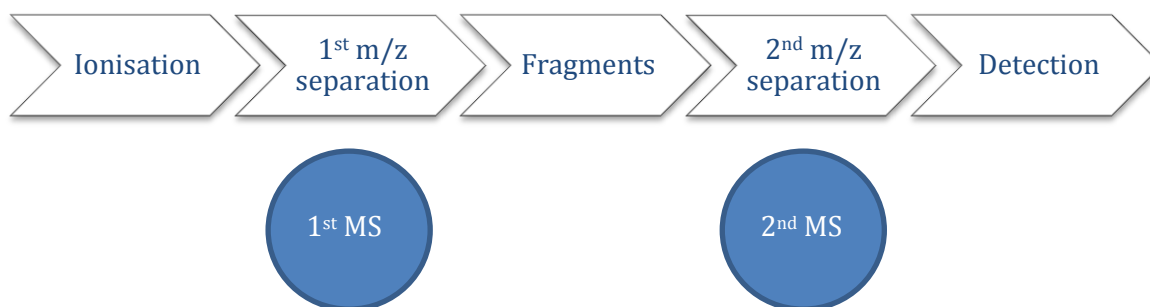 Ionisation
1st m/z
separation
Fragments
2nd m/z
separation
Detection
1st MS
2nd MS